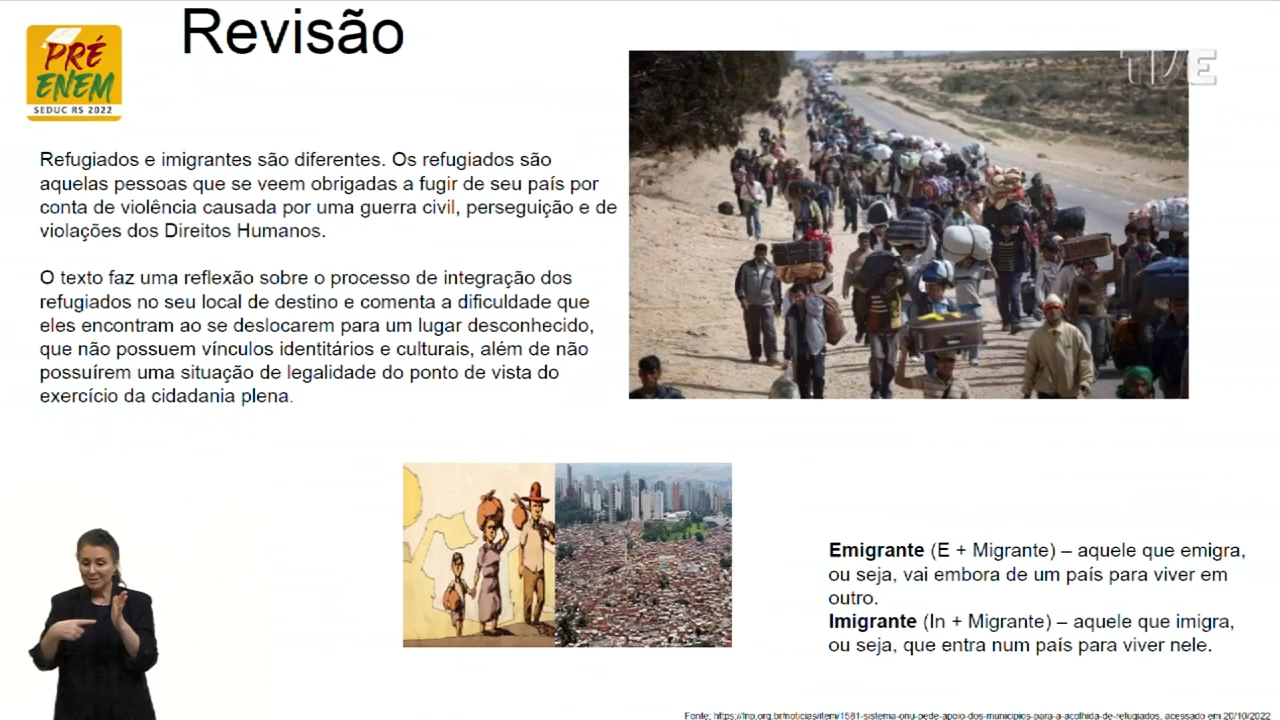 Revisão
PRÉ
ENEM
SEDUC RS 2022
TVE
Refugiados e imigrantes são diferentes. Os refugiados são
aquelas pessoas que se veem obrigadas a fugir de seu país por
conta de violência causada por uma guerra civil, perseguição e de
violações dos Direitos Humanos.
O texto faz uma reflexão sobre o processo de integração dos
refugiados no seu local de destino e comenta a dificuldade que
eles encontram ao se deslocarem para um lugar desconhecido,
que não possuem vínculos identitários e culturais, além de não
possuírem uma situação de legalidade do ponto de vista do
exercício da cidadania plena.
Emigrante (E + Migrante) – aquele que emigra,
ou seja, vai embora de um país para viver em
outro.
Imigrante (In + Migrante) – aquele que imigra,
ou seja, que entra num país para viver nele.
Fonte: https://fnp.org.br/noticias/item/1581-sistema-onu-pede-apoio-dos-municipios-para-a-acolhida-de-refugiados, acessado em 20/10/2022